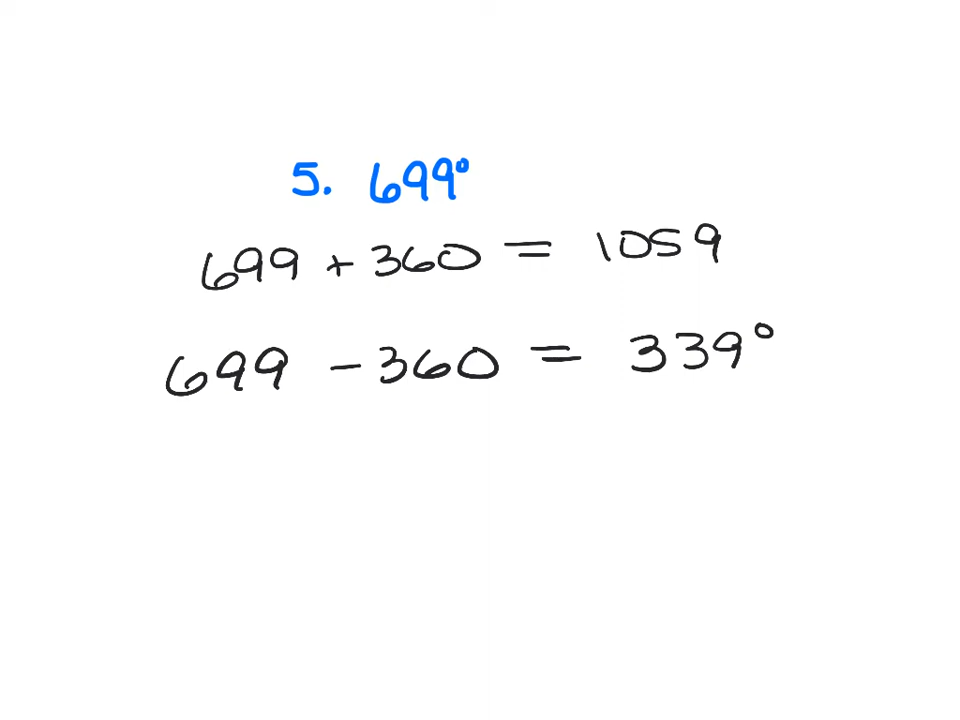 5. 699°
699 + 360 = 1059
699 - 360 = 339°